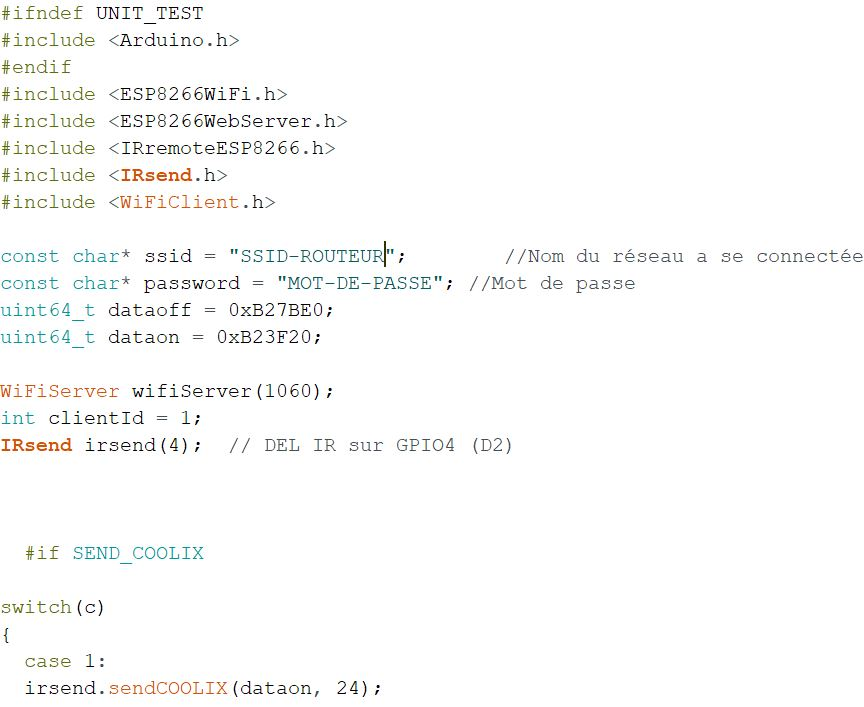 #ifndef UNIT_TEST
#include <Arduino.h>
#endif
#include <ESP8266WiFi.h>
#include <ESP8266WebServer.h>
#include <IRremoteESP8266.h>
#include <IRsend.h>
#include <WiFiClient.h>
const char* ssid = "SSID-ROUTEUR"; //Nom du réseau a se connectée
const char* password = "MOT-DE-PASSE"; //Mot de passe
uint64_t dataoff = 0xB27BE0;
uint64_t dataon = 0xB23F20;
WiFiServer wifiServer(1060);
int clientId = 1;
IRsend irsend(4); // DEL IR sur GPIO4 (D2)
#if SEND_COOLIX
switch(c)
{
case 1:
irsend.sendCOOLIX(dataon, 24);